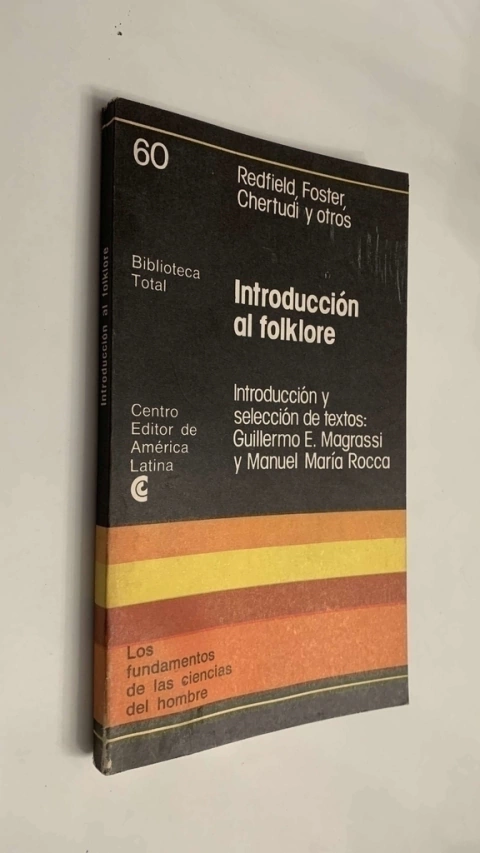 60
Redfield, Foster,
Chertudi y otros
Biblioteca
Total
Introducción
al folklore
Introducción y
selección de textos:
Guillermo E. Magrassi
y Manuel María Rocca
Centro
Editor de
América
Latina
Los
fundamentos
de las ciencias
del hombre
Introducción al folklore